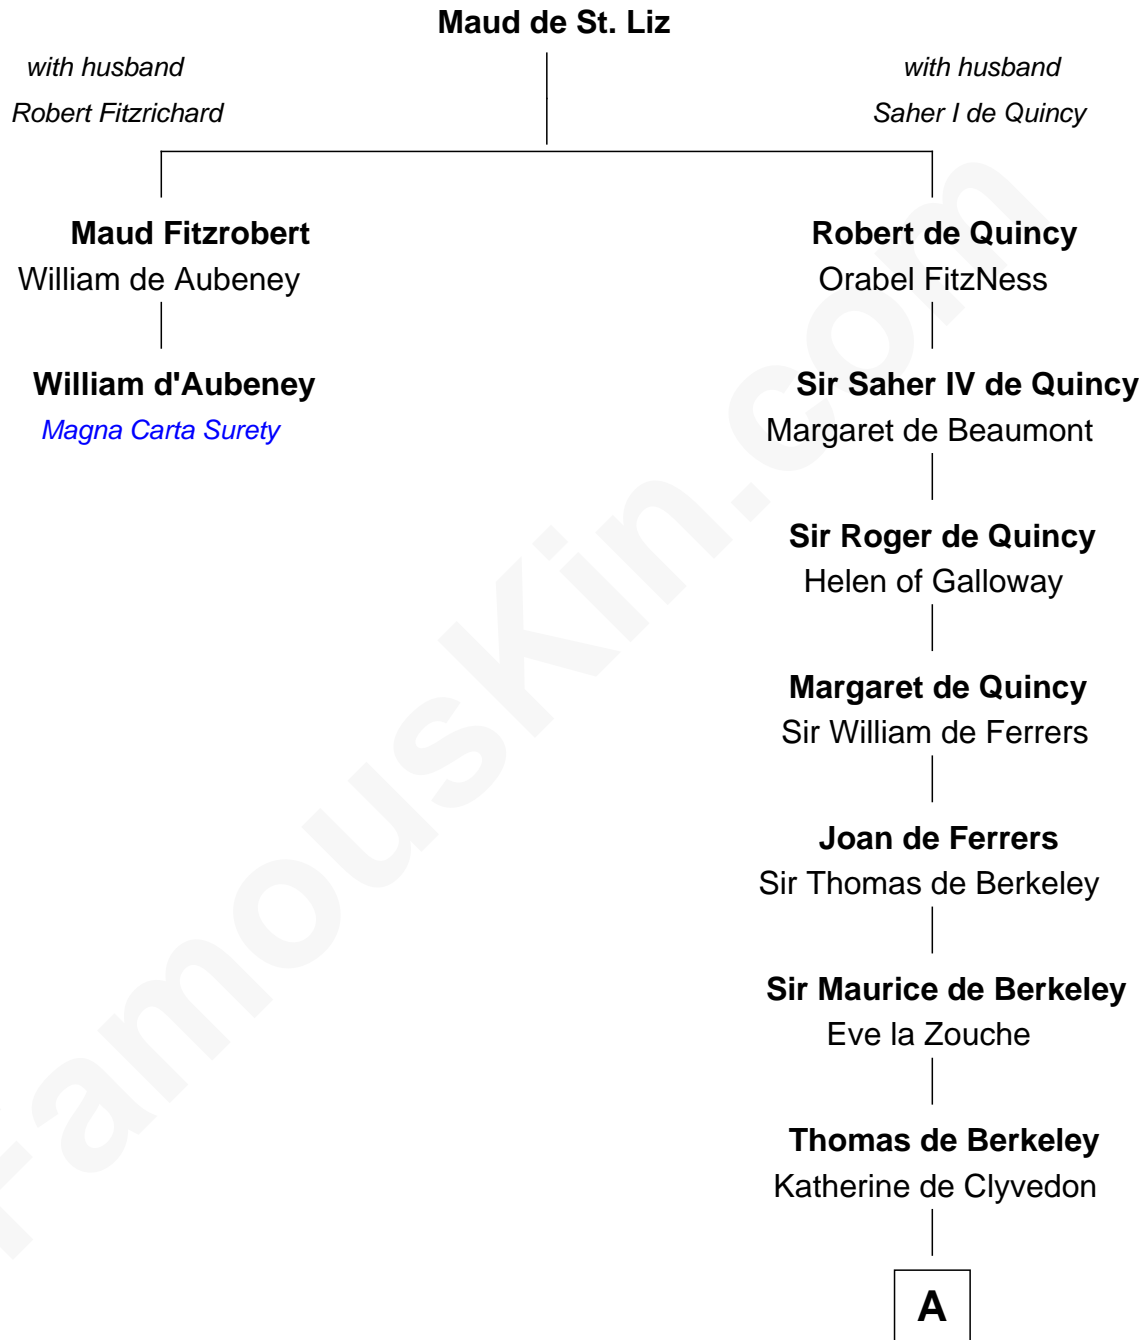 Maud de St. Liz
with husband
Robert Fitzrichard
with husband
Saher I de Quincy
Maud Fitzrobert
William de Aubeney
William d'Aubeney
Magna Carta Surety
Robert de Quincy
Orabel FitzNess
Sir Saher IV de Quincy
Margaret de Beaumont
Sir Roger de Quincy
Helen of Galloway
Margaret de Quincy
Sir William de Ferrers
Joan de Ferrers
Sir Thomas de Berkeley
Sir Maurice de Berkeley
Eve la Zouche
Thomas de Berkeley
Katherine de Clyvedon
A
FamousKin.com